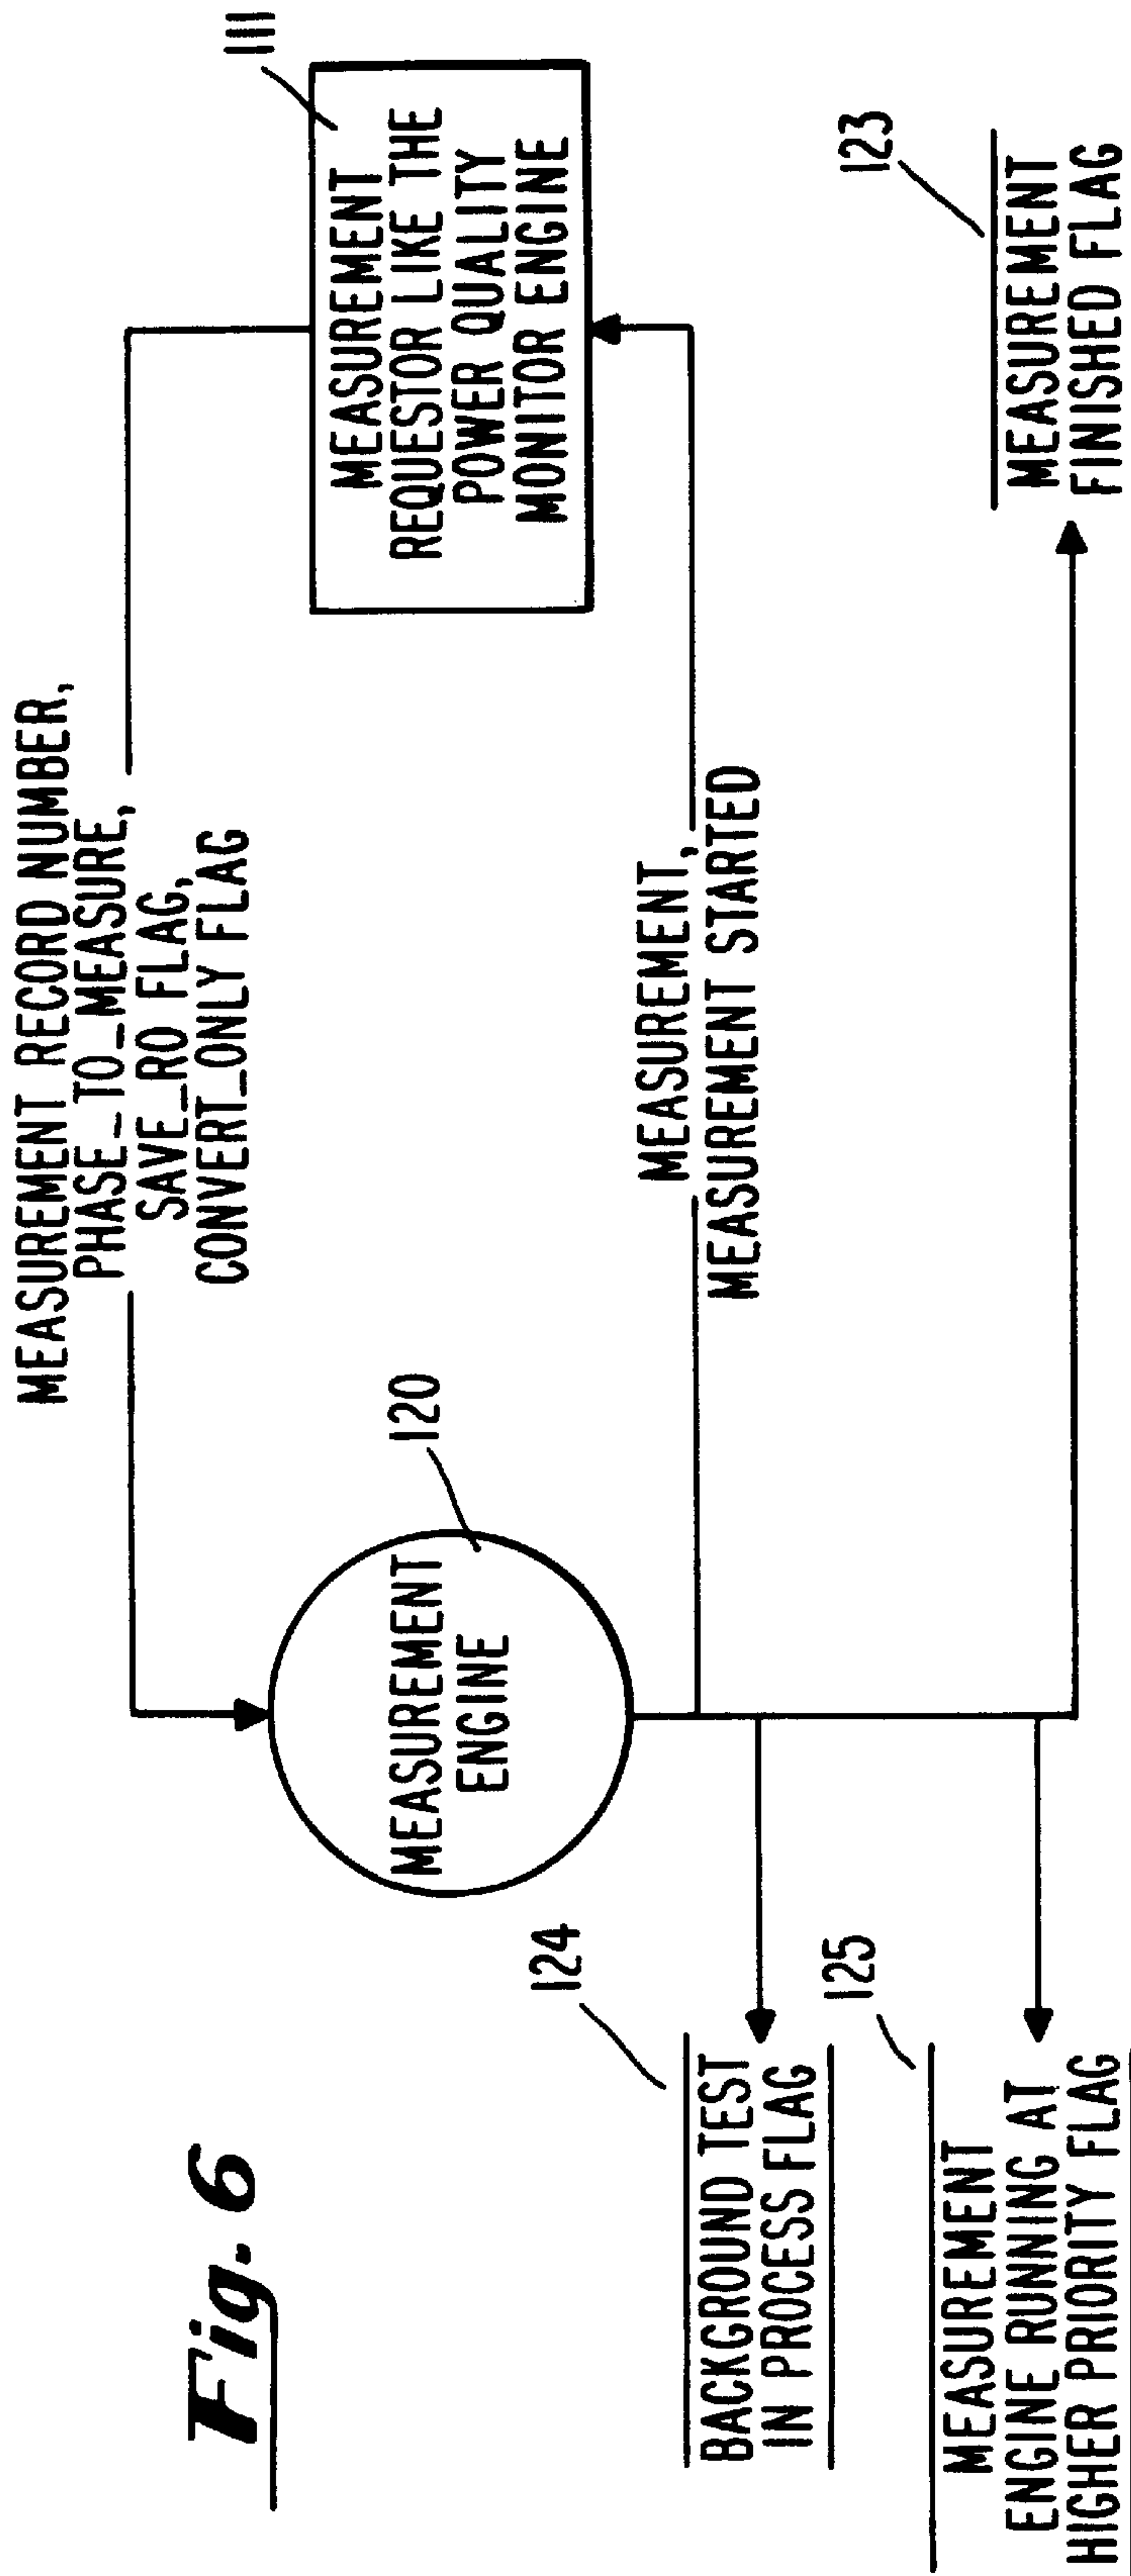 Fig. 6
MEASUREMENT RECORD NUMBER,
PHASE_TO_MEASURE,
SAVE_RO FLAG,
CONVERT_ONLY FLAG
111
MEASUREMENT
REQUESTOR LIKE THE
POWER QUALITY
MONITOR ENGINE
120
MEASUREMENT
ENGINE
MEASUREMENT,
MEASUREMENT STARTED
124
BACKGROUND TEST
IN PROCESS FLAG
125
MEASUREMENT
ENGINE RUNNING AT
HIGHER PRIORITY FLAG
123
MEASUREMENT
FINISHED FLAG